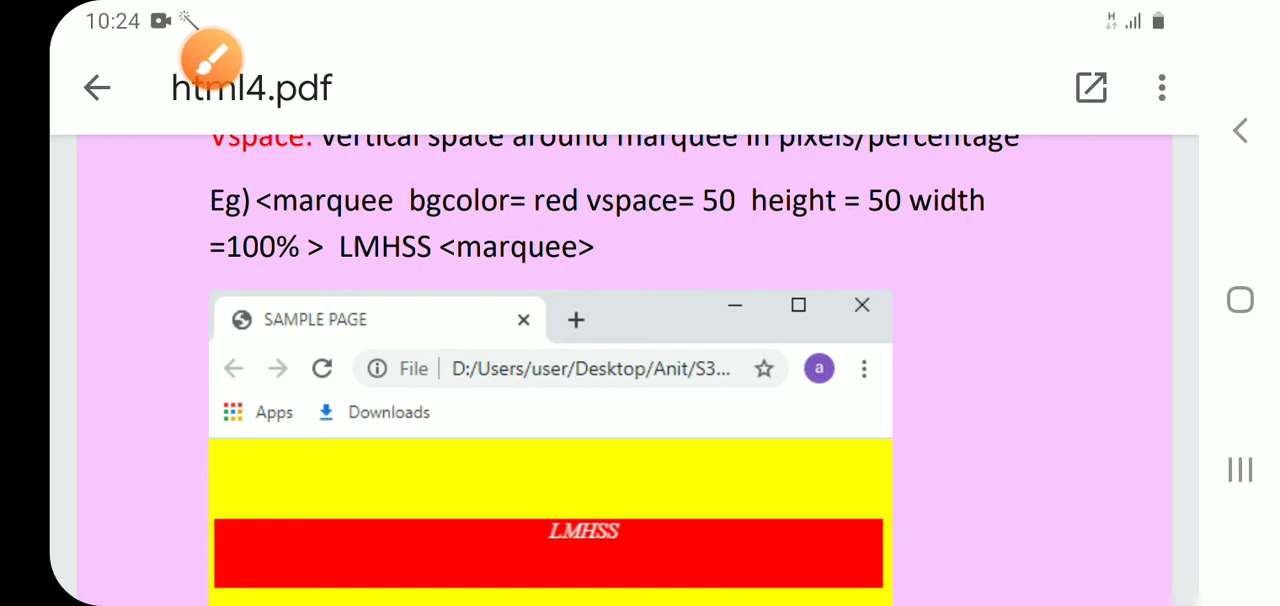 10:24
html4.pdf
Vspace: vertical space around marquee in pixels/percentage
Eg) <marquee bgcolor= red vspace= 50 height = 50 width
=100% > LMHSS <marquee>
SAMPLE PAGE
File | D:/Users/user/Desktop/Anit/S3... a
Apps Downloads
LMHSS